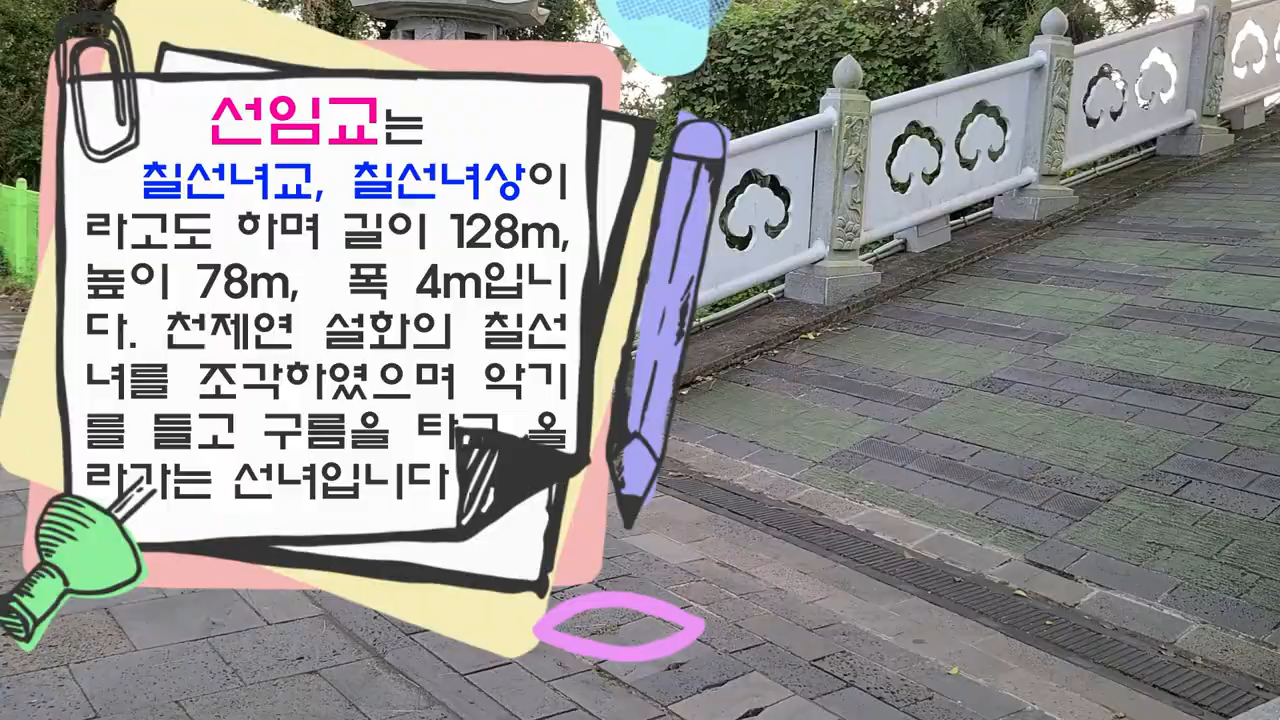 선임교는
칠선녀교, 칠선녀상이
라고도 하며 길이 128m,
높이 78m, 폭 4m입니
다. 천제연 설화의 칠선
녀를 조각하였으며 악기
를 들고 구름을 타고 올
라가는 선녀입니다